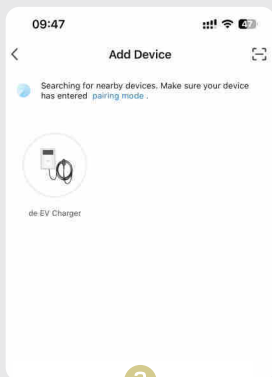 09:47
47
Add Device
Searching for nearby devices. Make sure your device
has entered pairing mode .
de EV Charger